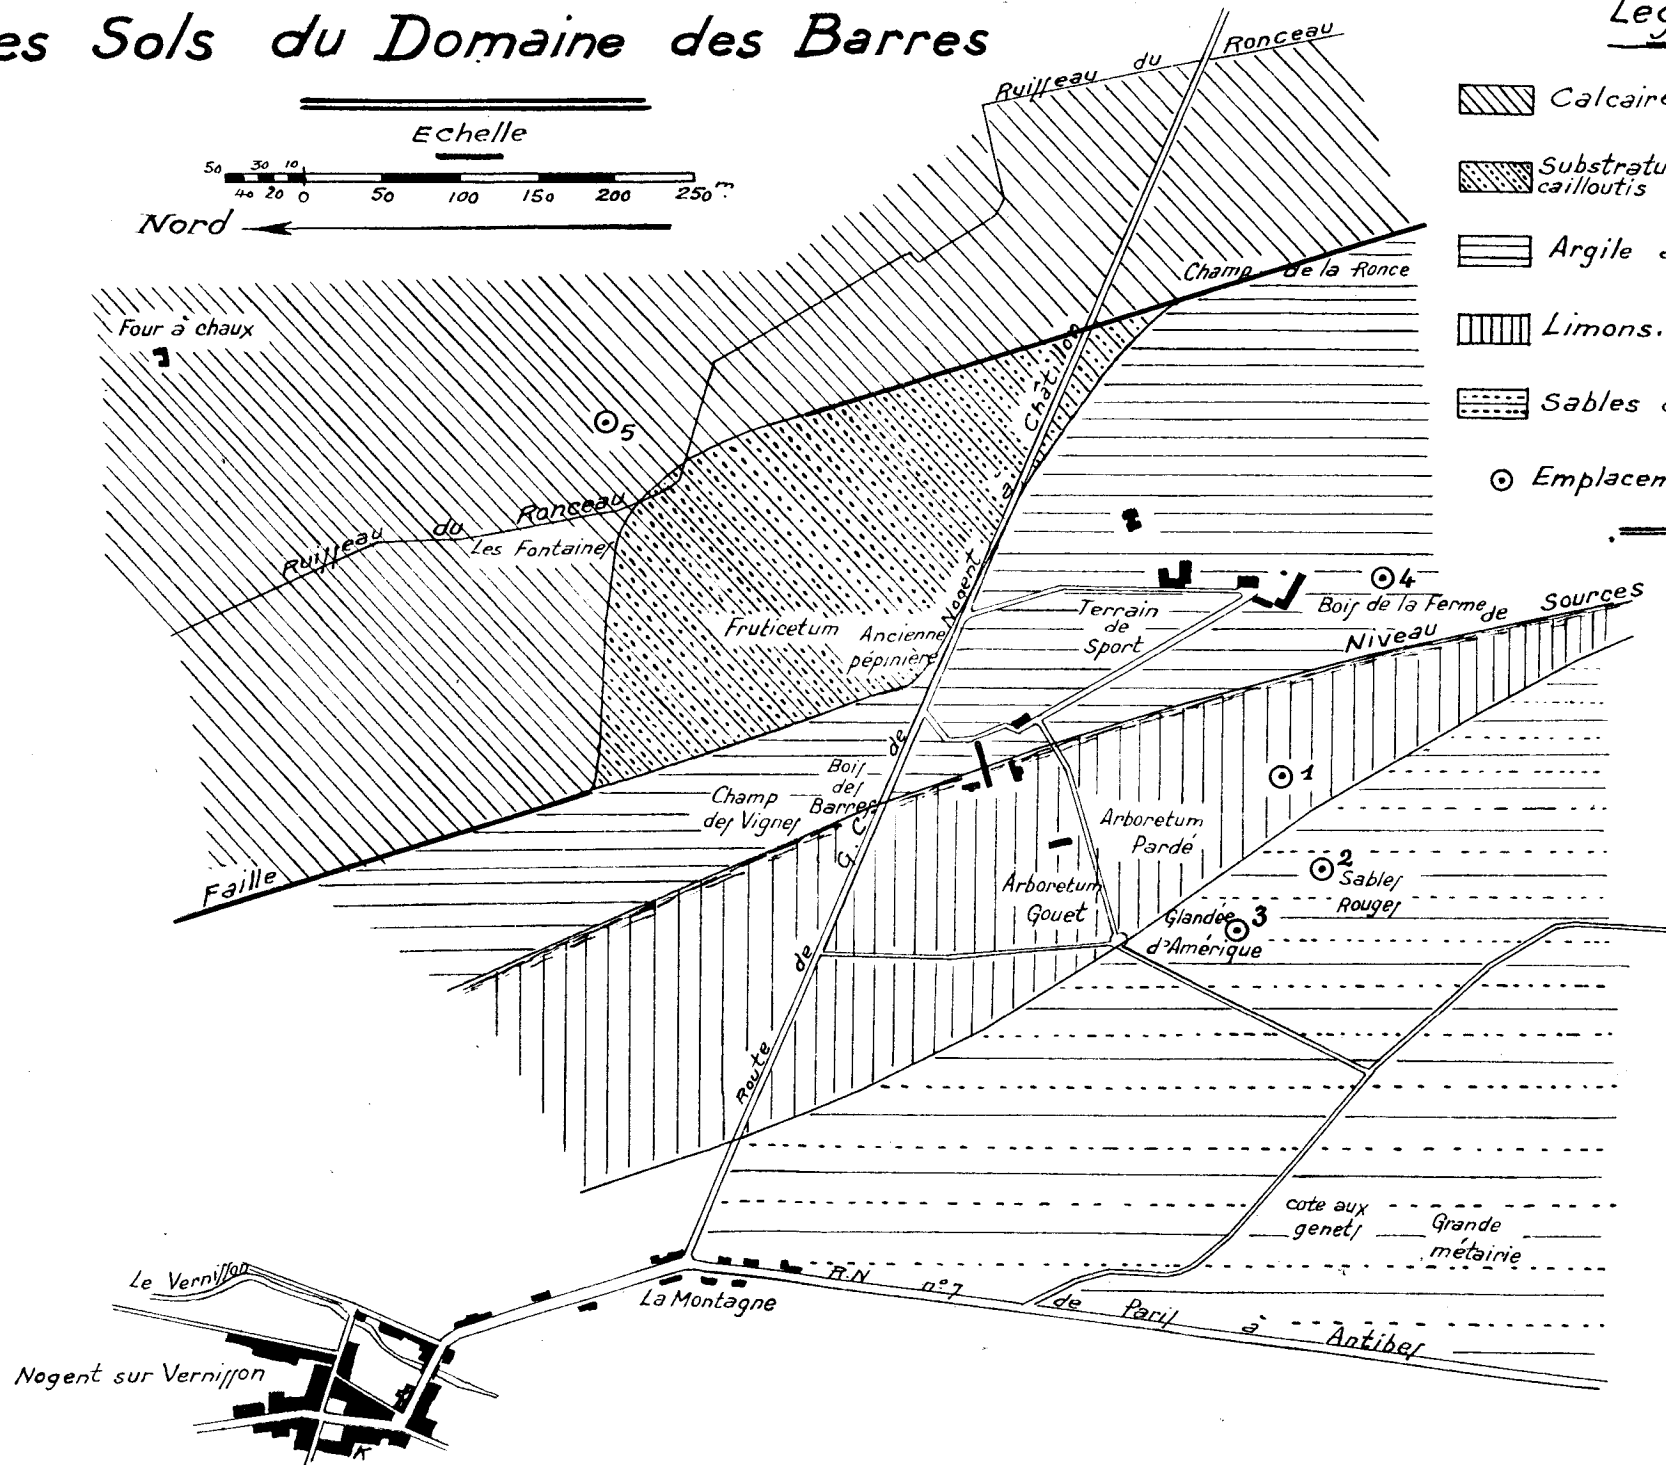 es Sols du Domaine des Barres
Echelle
50 30 10
40 20 0 50 100 150 200 250 m.
Nord
Leg
Calcaire
Substratu
cailloutis
Argile
Limons.
Sables
Emplacem
Ruisseau du Ronceau
Champ de la Ronce
Four à chaux
5
Ruisseau du Ronceau
Les Fontaines
Fruticetum
Ancienne
pépinière
Terrain
de
Sport
4
Bois de la Ferme
Niveau de Sources
Route de G.C. de Nogent à Châtillon
Bois
des
Barres
Champ
des Vignes
Faille
1
Arboretum
Pardé
Arboretum
Gouet
2
Sables
Rouges
3
Glandée
d'Amérique
cote aux
genets
Grande
métairie
R.N n°7 de Paris à Antibes
La Montagne
Le Vernisson
Nogent sur Vernisson
K